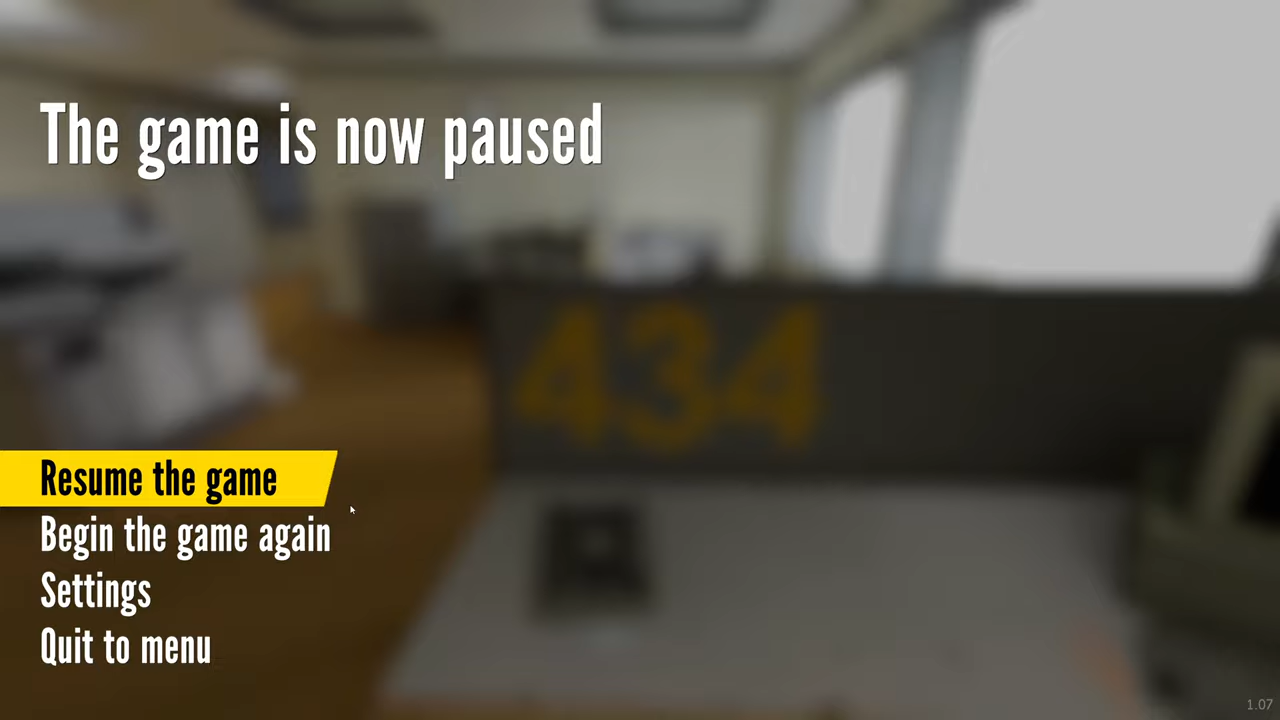 The game is now paused
434
Resume the game
Begin the game again
Settings
Quit to menu
1.07